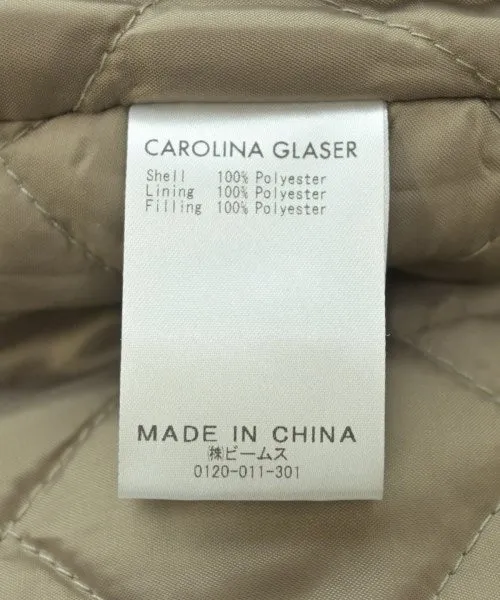 CAROLINA GLASER
Shell 100% Polyester
Lining 100% Polyester
Filling 100% Polyester
MADE IN CHINA
㈱ビームス
0120-011-301